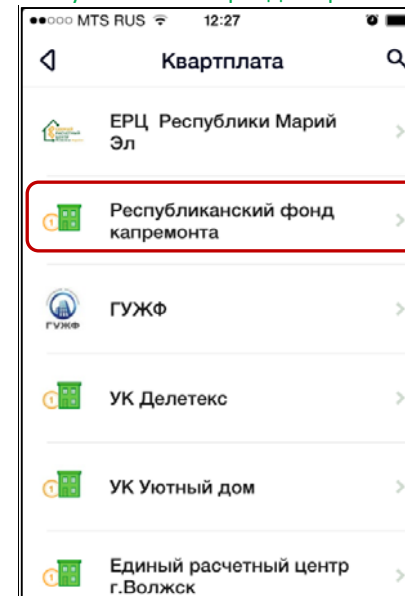 MTS RUS 12:27
Квартплата
ЕРЦ Республики Марий
Эл
Республиканский фонд
капремонта
ГУЖФ
ГУЖФ
УК Делетекс
УК Уютный дом
Единый расчетный центр
г.Волжск